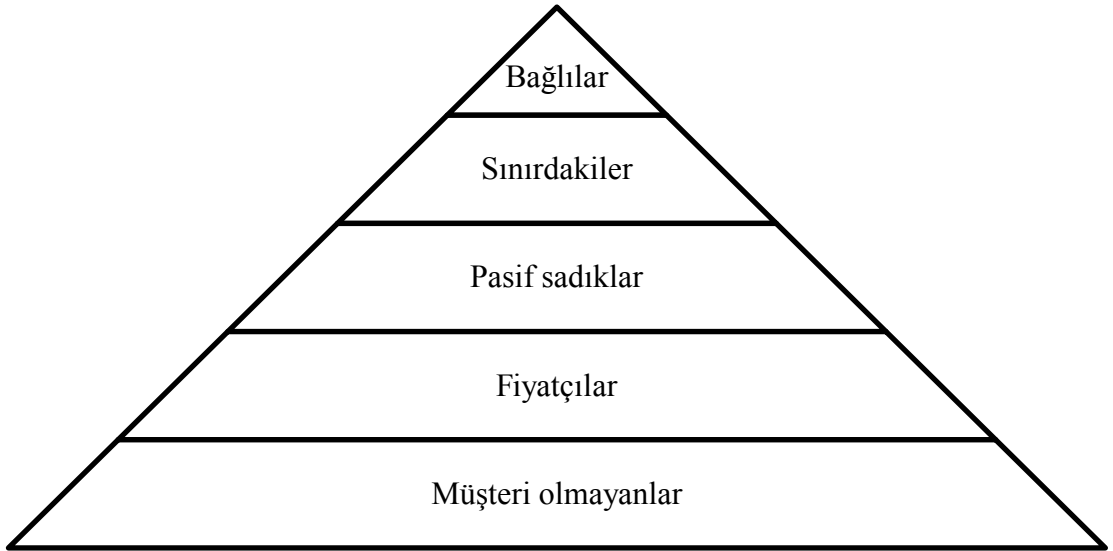 Bağlılar
Sınırdakiler
Pasif sadıklar
Fiyatçılar
Müşteri olmayanlar